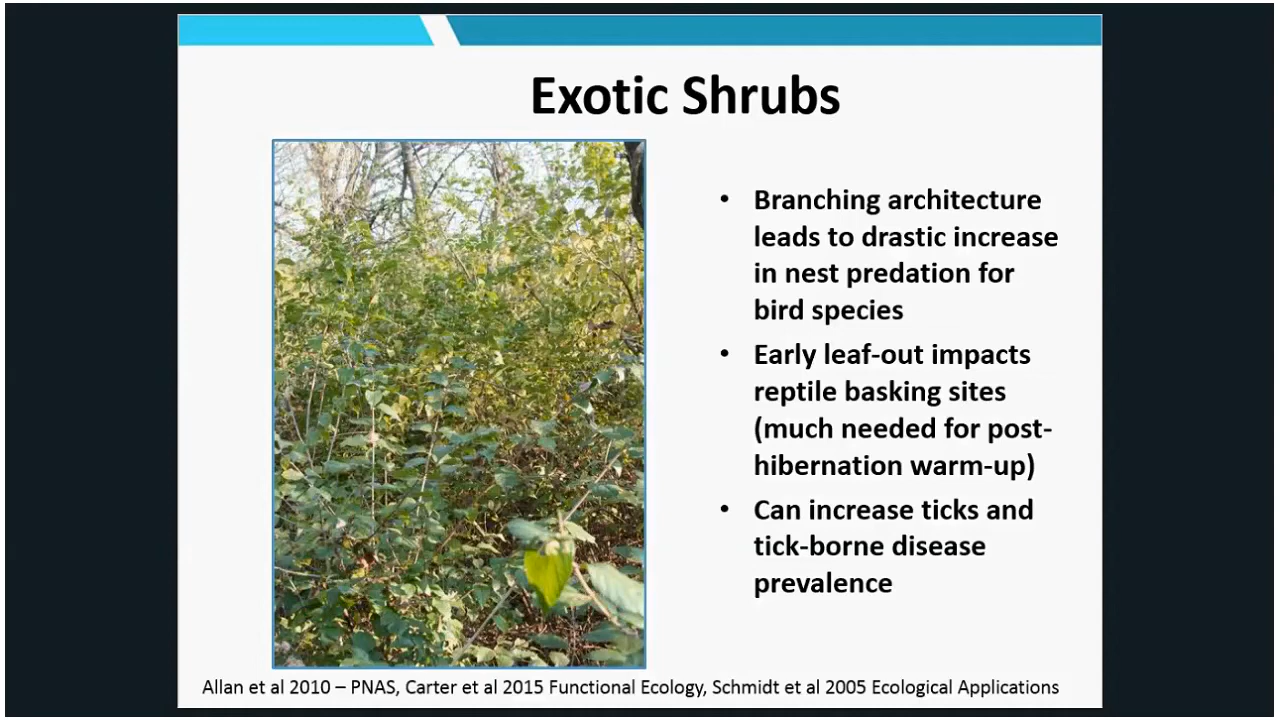 Exotic Shrubs
• Branching architecture
leads to drastic increase
in nest predation for
bird species
• Early leaf-out impacts
reptile basking sites
(much needed for post-
hibernation warm-up)
• Can increase ticks and
tick-borne disease
prevalence
Allan et al 2010 – PNAS, Carter et al 2015 Functional Ecology, Schmidt et al 2005 Ecological Applications